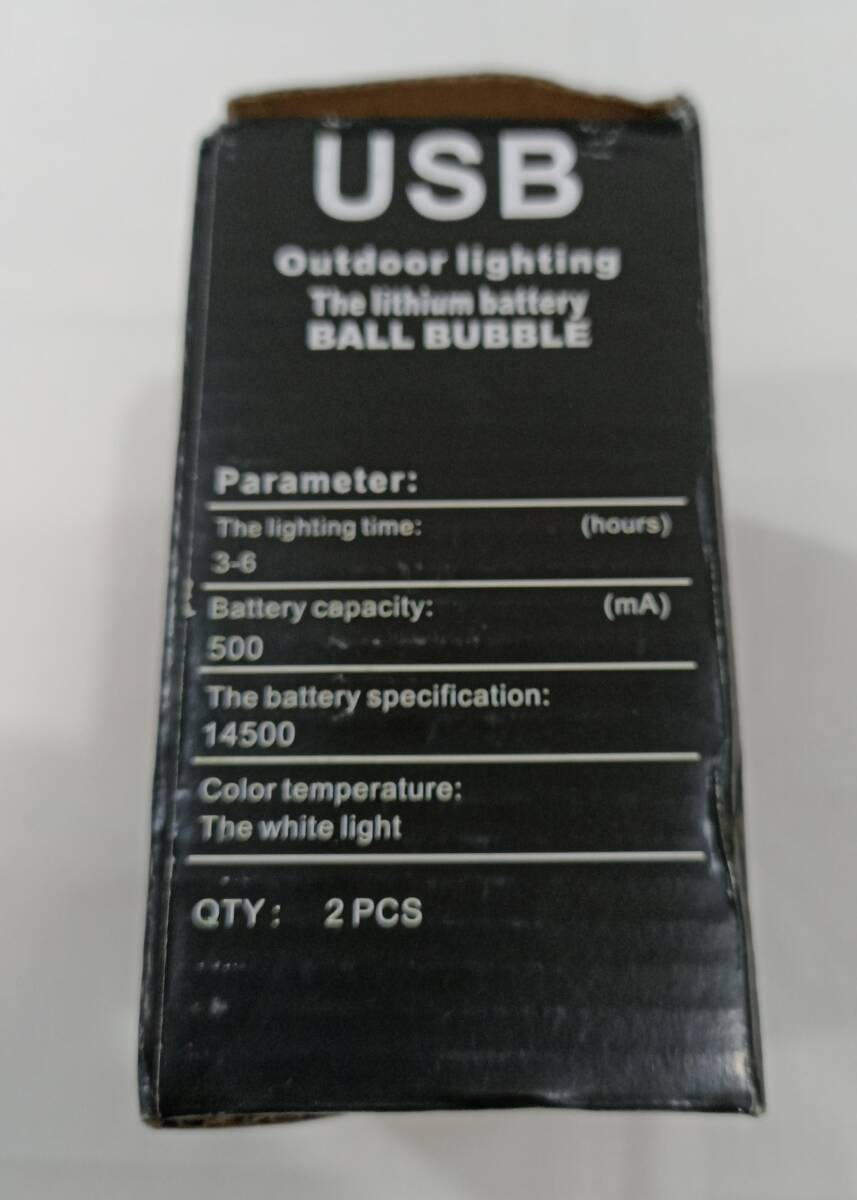 USB
Outdoor lighting
The lithium battery
BALL BUBBLE
Parameter:
The lighting time: (hours)
3-6
Battery capacity: (mA)
500
The battery specification:
14500
Color temperature:
The white light
QTY: 2 PCS